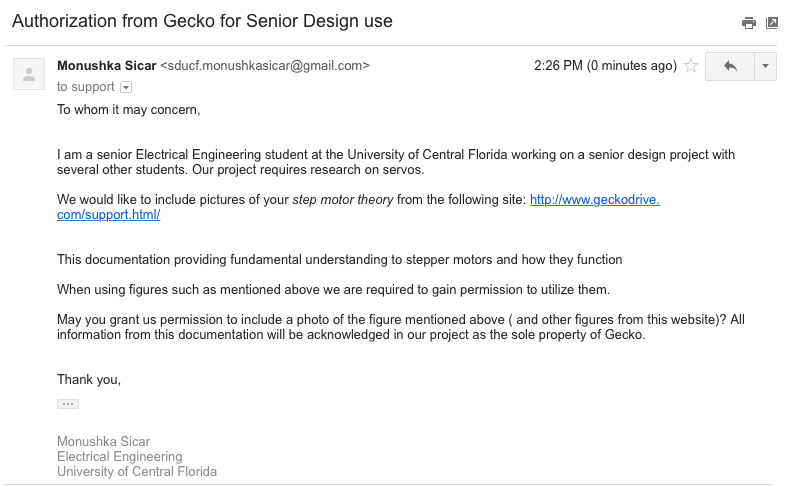 Authorization from Gecko for Senior Design use
Monushka Sicar <sducf.monushkasicar@gmail.com>
2:26 PM (0 minutes ago)
to support
To whom it may concern,
I am a senior Electrical Engineering student at the University of Central Florida working on a senior design project with
several other students. Our project requires research on servos.
We would like to include pictures of your step motor theory from the following site: http://www.geckodrive.
com/support.html/
This documentation providing fundamental understanding to stepper motors and how they function
When using figures such as mentioned above we are required to gain permission to utilize them.
May you grant us permission to include a photo of the figure mentioned above ( and other figures from this website)? All
information from this documentation will be acknowledged in our project as the sole property of Gecko.
Thank you,
Monushka Sicar
Electrical Engineering
University of Central Florida